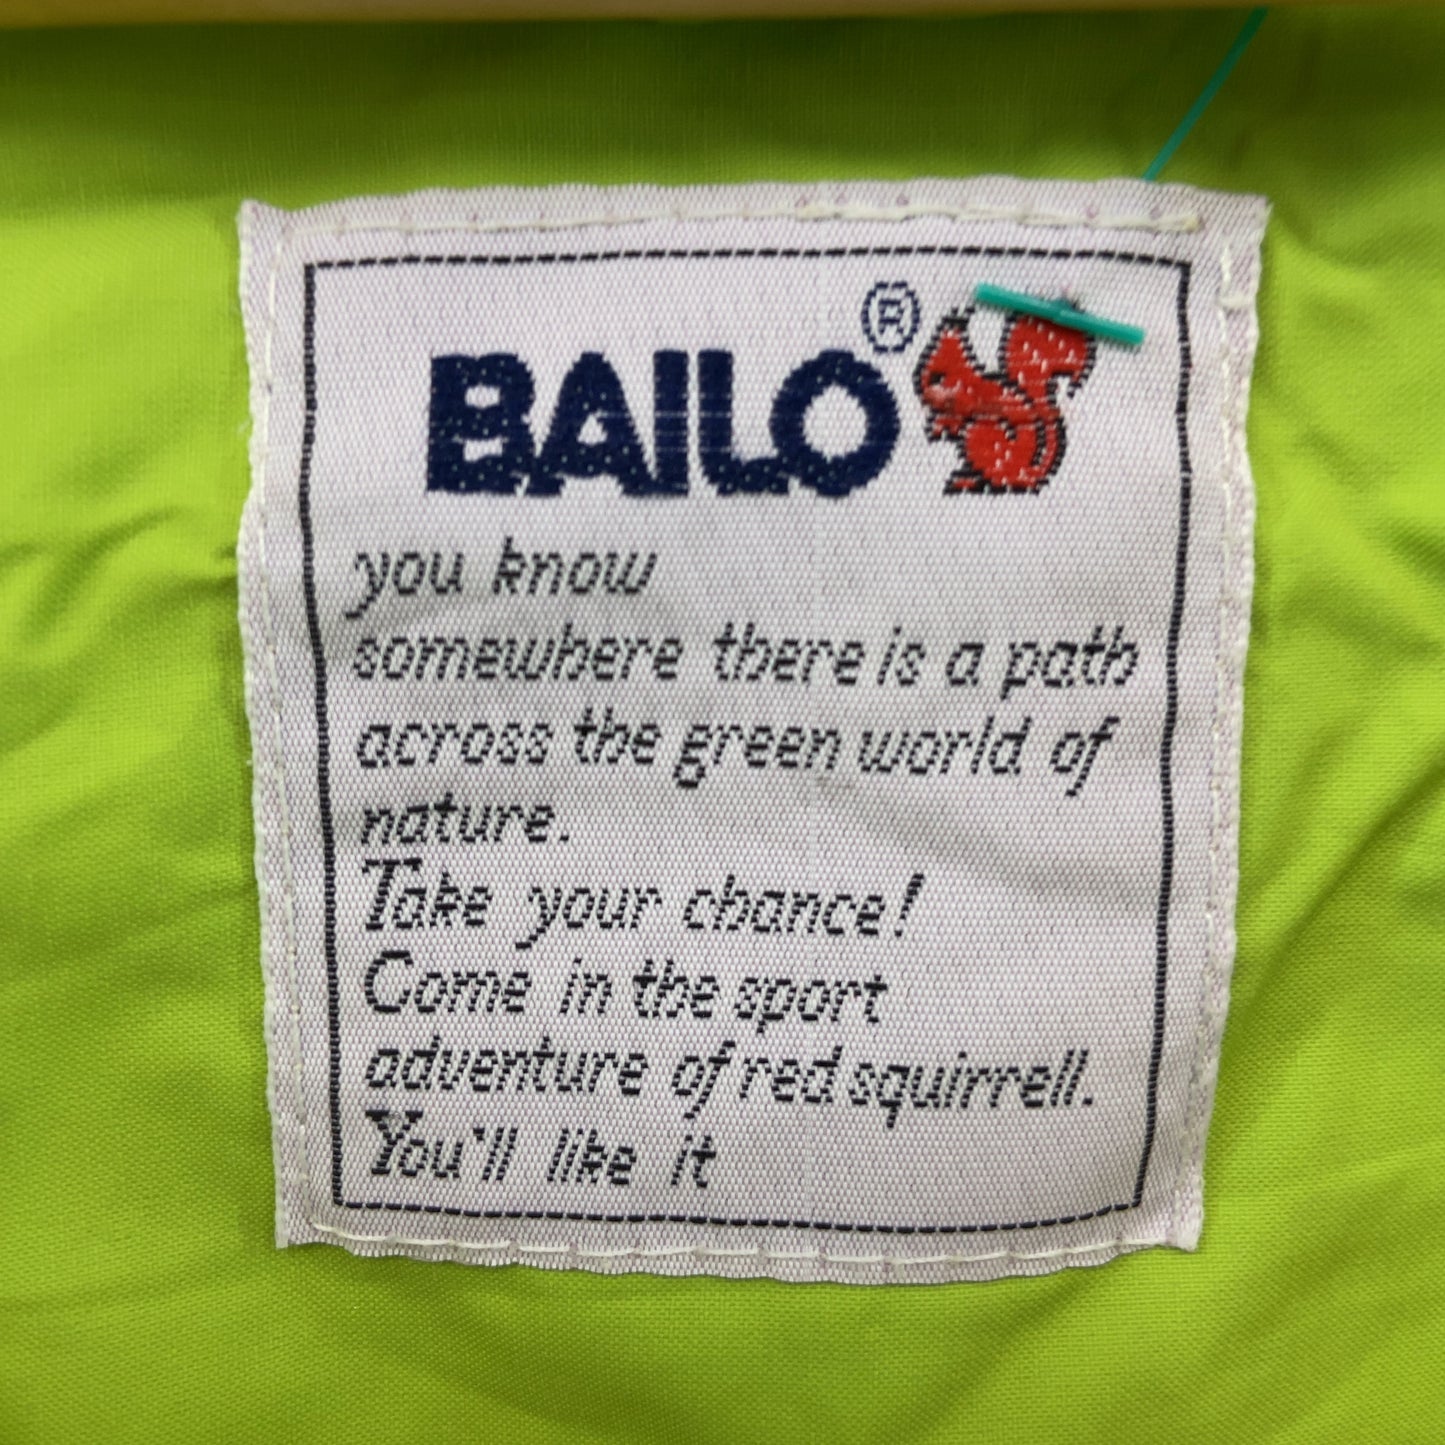 BAILO®
you know
somewhere there is a path
across the green world of
nature.
Take your chance!
Come in the sport
adventure of red squirrell.
You'll like it